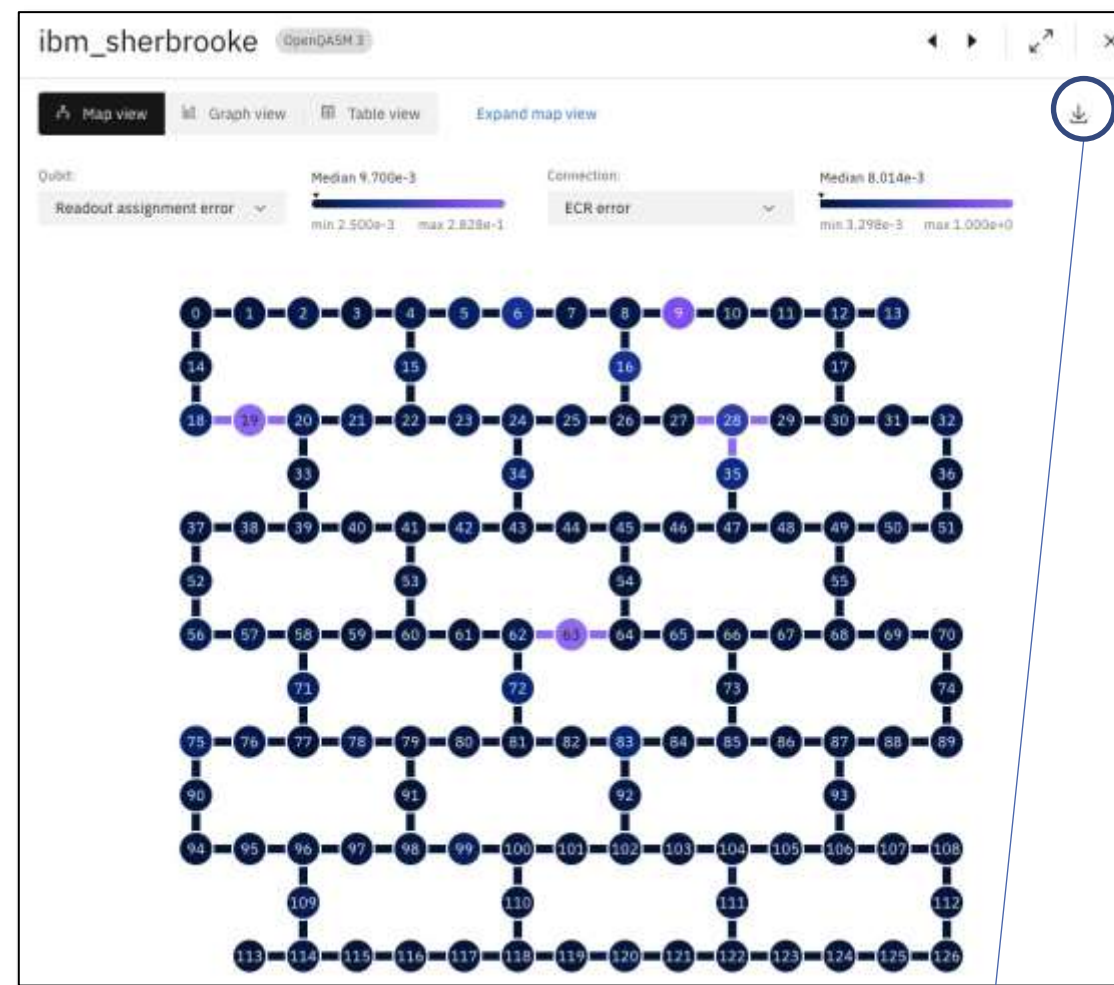 ibm_sherbrooke OpenQASM 3
Map view Graph view Table view Expand map view
Qubit: Median 9.700e-3 Connection: Median 8.014e-3
Readout assignment error ECR error
min 2.500e-3 max 2.828e-1 min 3.298e-3 max 1.000e+0
0 1 2 3 4 5 6 7 8 9 10 11 12 13
14 15 16 17
18 19 20 21 22 23 24 25 26 27 28 29 30 31 32
33 34 35 36
37 38 39 40 41 42 43 44 45 46 47 48 49 50 51
52 53 54 55
56 57 58 59 60 61 62 63 64 65 66 67 68 69 70
71 72 73 74
75 76 77 78 79 80 81 82 83 84 85 86 87 88 89
90 91 92 93
94 95 96 97 98 99 100 101 102 103 104 105 106 107 108
109 110 111 112
113 114 115 116 117 118 119 120 121 122 123 124 125 126